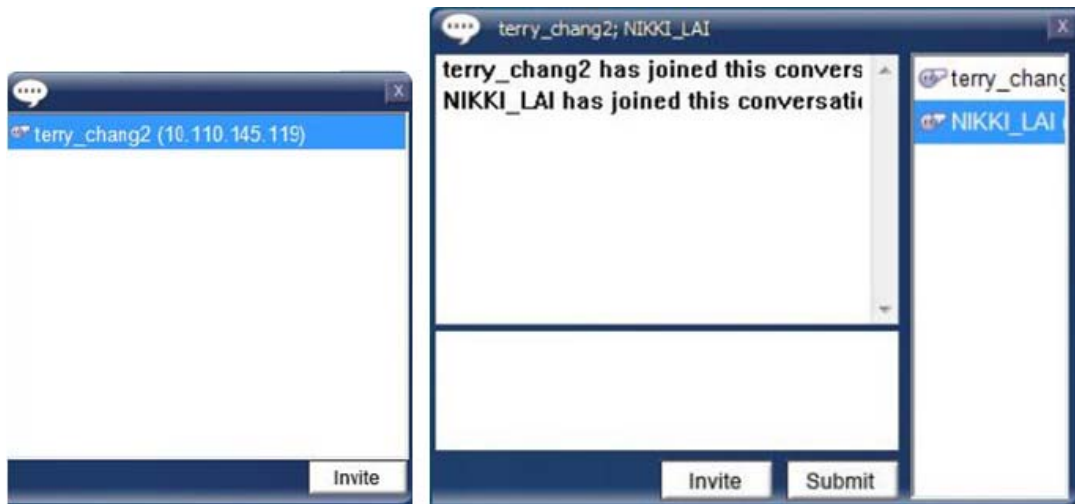 terry_chang2 (10.110.145.119)
Invite
terry_chang2; NIKKI_LAI
X
terry_chang2 has joined this convers
NIKKI_LAI has joined this conversati
terry_chang
NIKKI_LAI (
Invite
Submit